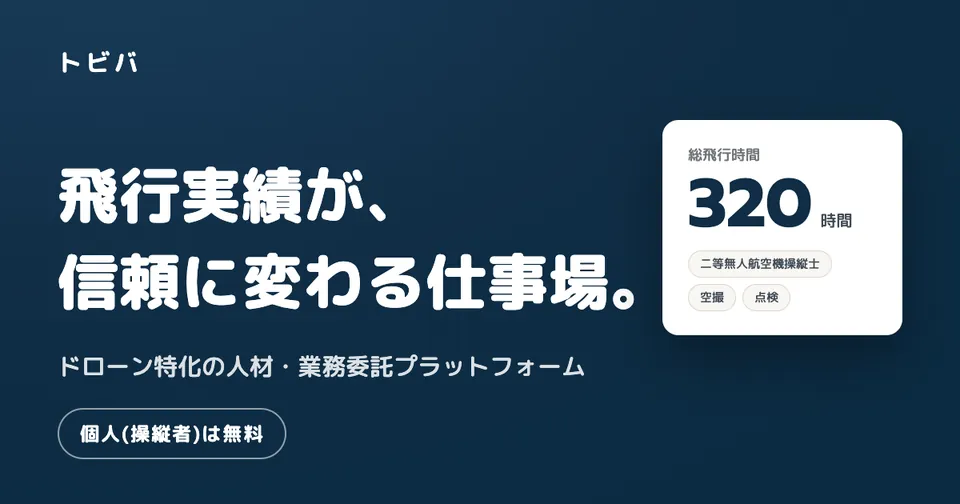 トビバ
飛行実績が、
信頼に変わる仕事場。
ドローン特化の人材・業務委託プラットフォーム
個人(操縦者)は無料
総飛行時間
320 時間
二等無人航空機操縦士
空撮 点検